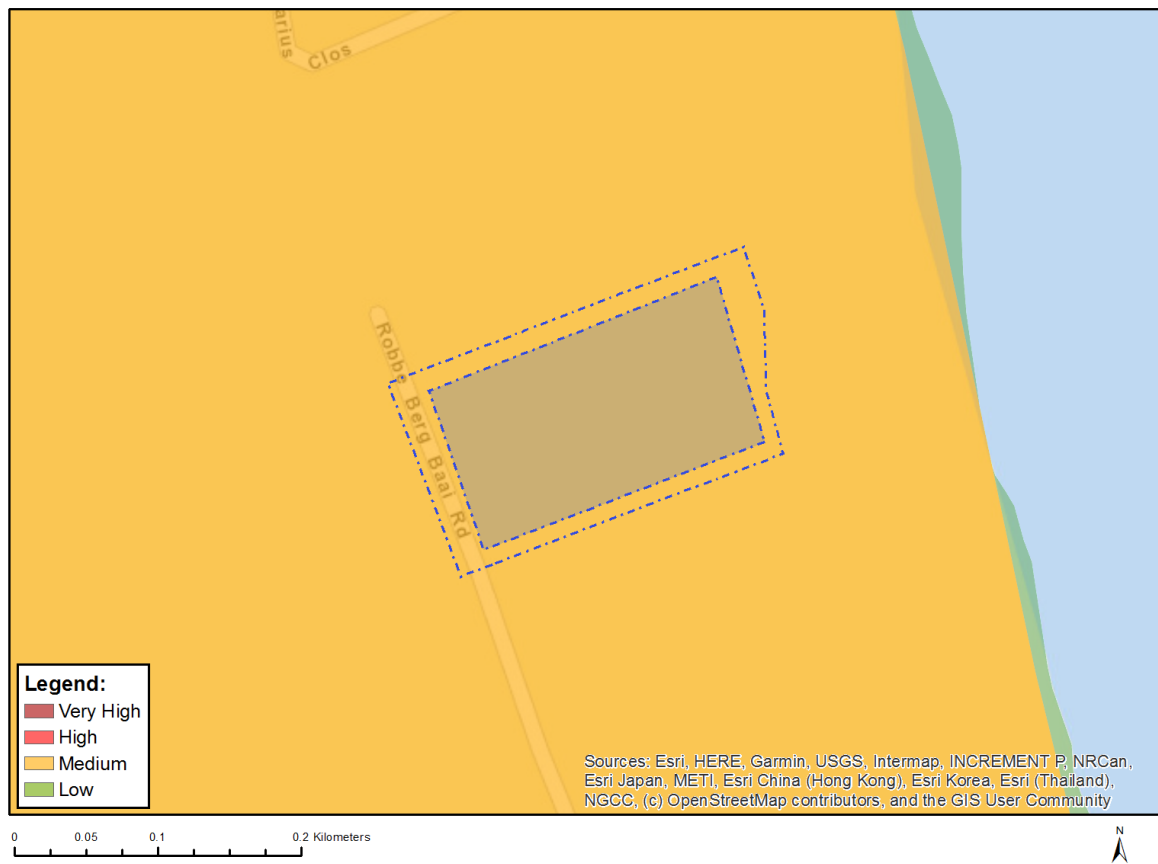 arius
Clos
Robbe Berg Baai Rd
Legend:
Very High
High
Medium
Low
Sources: Esri, HERE, Garmin, USGS, Intermap, INCREMENT P, NRCan,
Esri Japan, METI, Esri China (Hong Kong), Esri Korea, Esri (Thailand),
NGCC, (c) OpenStreetMap contributors, and the GIS User Community
0 0.05 0.1 0.2 Kilometers
N